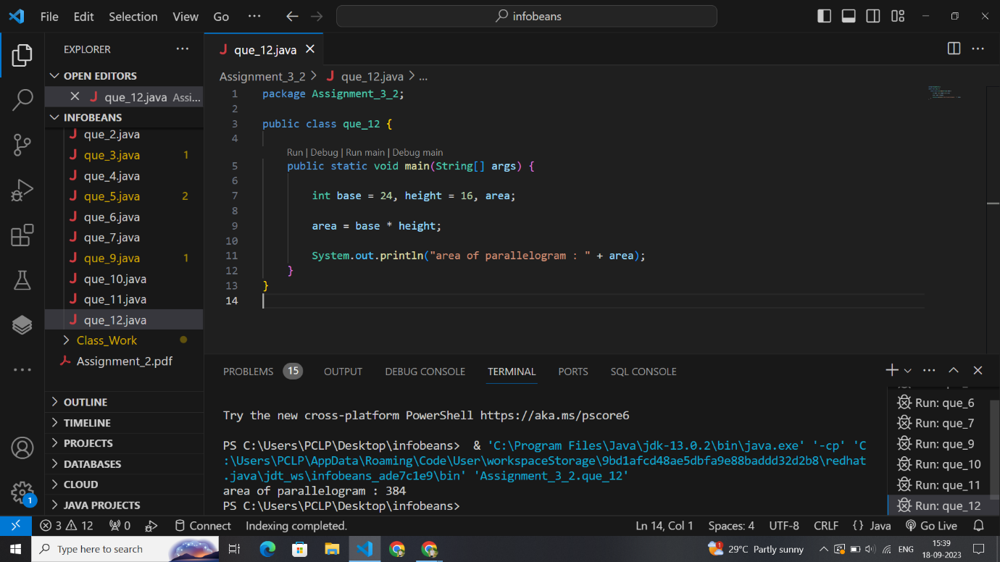 File Edit Selection View Go ··· infobeans
EXPLORER ···
OPEN EDITORS
que_12.java Assi...
INFOBEANS
que_2.java
que_3.java 1
que_4.java
que_5.java 2
que_6.java
que_7.java
que_9.java 1
que_10.java
que_11.java
que_12.java
Class_Work
Assignment_2.pdf
OUTLINE
TIMELINE
PROJECTS
DATABASES
CLOUD
JAVA PROJECTS
1
que_12.java
Assignment_3_2 > que_12.java > ...
1 package Assignment_3_2;
2
3 public class que_12 {
4
Run | Debug | Run main | Debug main
5 public static void main(String[] args) {
6
7 int base = 24, height = 16, area;
8
9 area = base * height;
10
11 System.out.println("area of parallelogram : " + area);
12 }
13 }
14
PROBLEMS 15 OUTPUT DEBUG CONSOLE TERMINAL PORTS SQL CONSOLE
Try the new cross-platform PowerShell https://aka.ms/pscore6
PS C:\Users\PCLP\Desktop\infobeans> & 'C:\Program Files\Java\jdk-13.0.2\bin\java.exe' '-cp' 'C
:\Users\PCLP\AppData\Roaming\Code\User\workspaceStorage\9bd1afcd48ae5dbfa9e88baddd32d2b8\redhat
.java\jdt_ws\infobeans_ade7c1e9\bin' 'Assignment_3_2.que_12'
area of parallelogram : 384
PS C:\Users\PCLP\Desktop\infobeans>
Run: que_6
Run: que_7
Run: que_9
Run: que_10
Run: que_11
Run: que_12
3 12 0 Connect Indexing completed. Ln 14, Col 1 Spaces: 4 UTF-8 CRLF {} Java Go Live
Type here to search 1 29°C Partly sunny ENG 15:39
18-09-2023